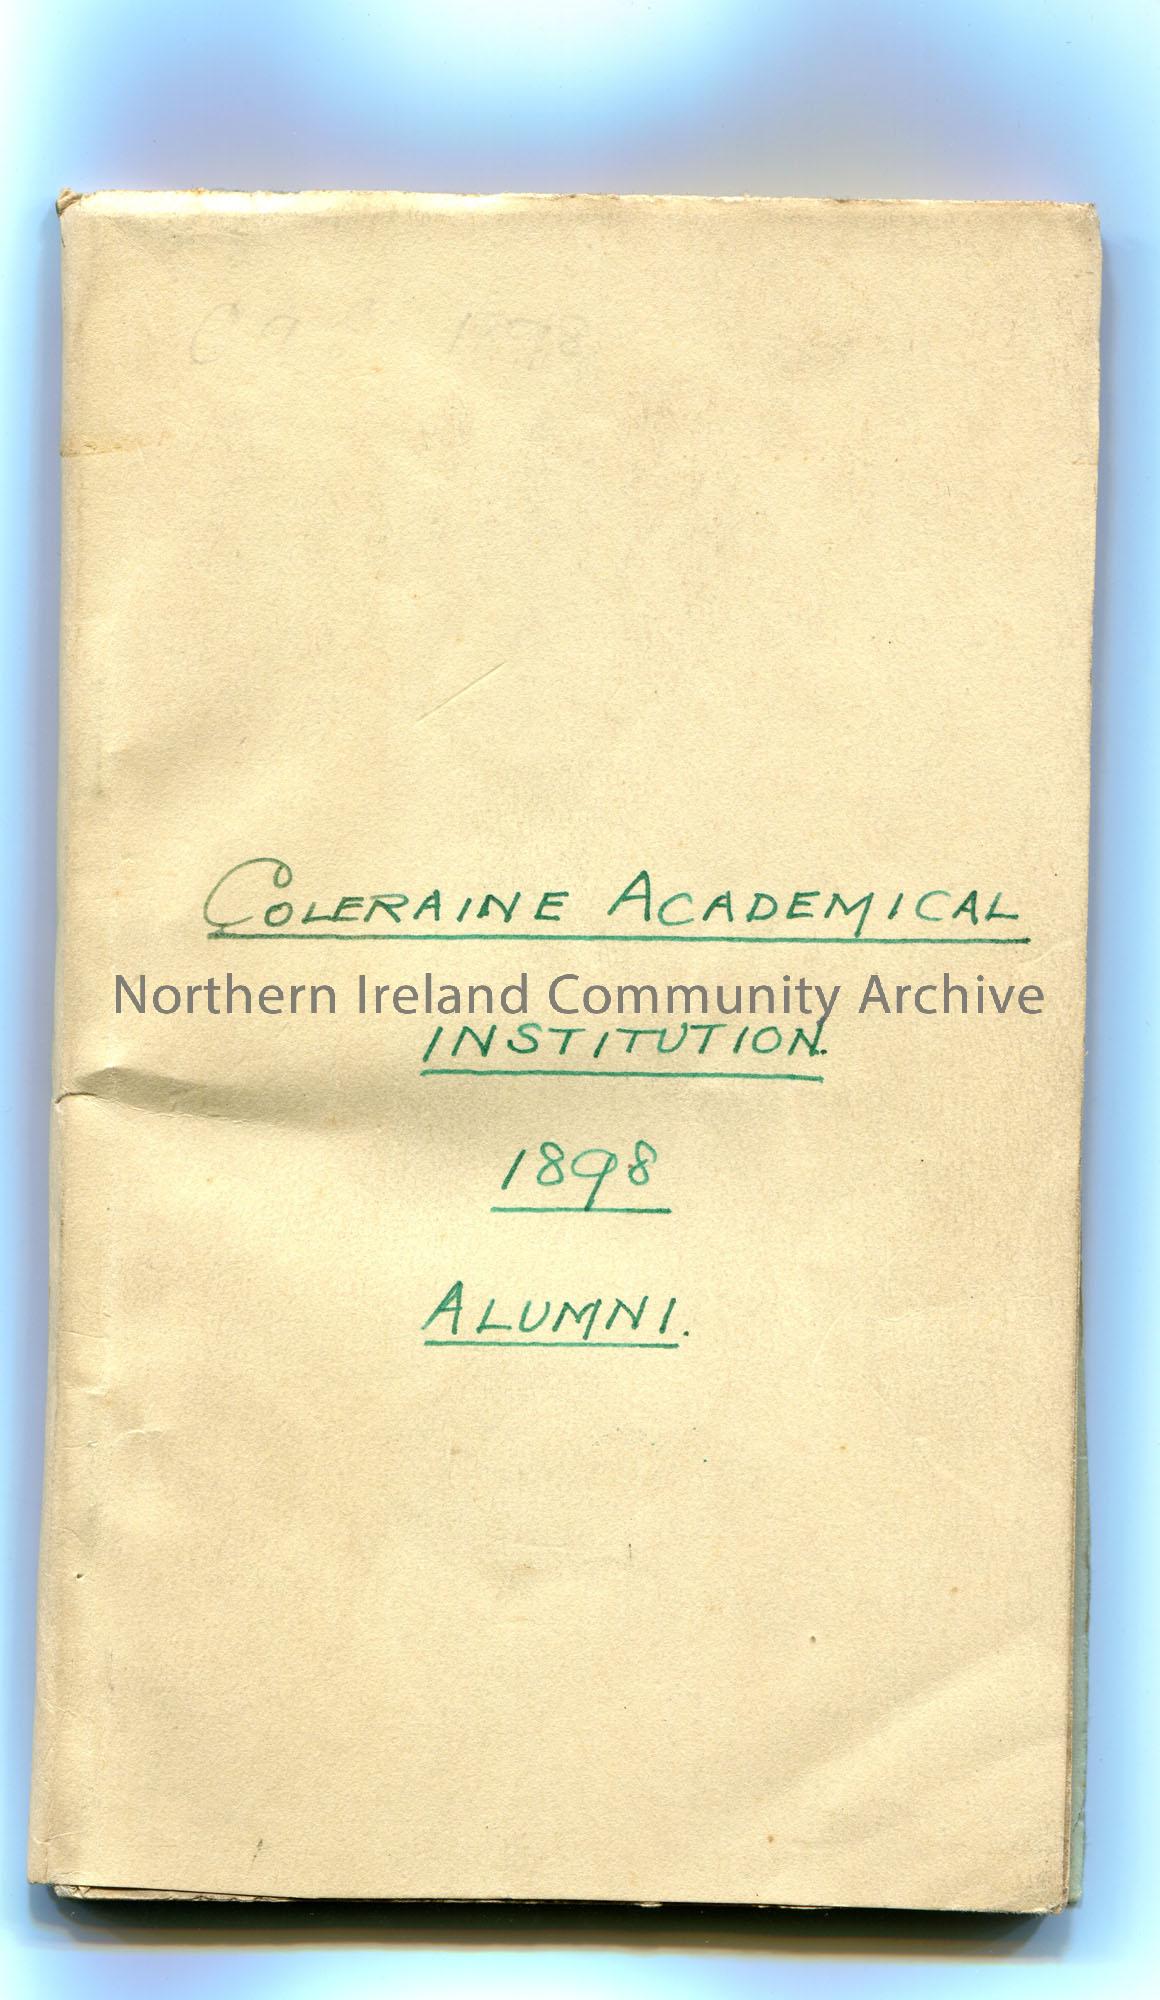 COLERAINE ACADEMICAL
Northern Ireland Community Archive
INSTITUTION.
1898
ALUMNI.